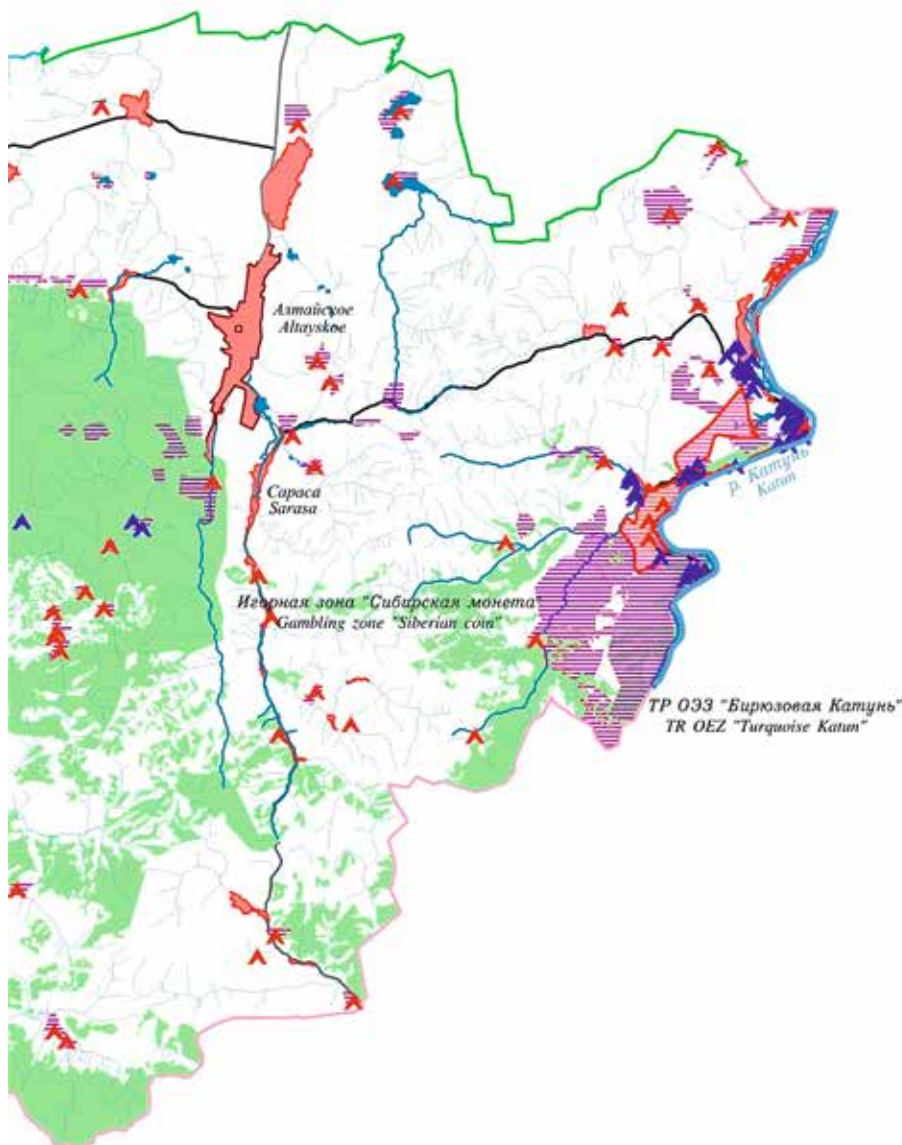 Алтайское
Altayskoe
р. Катунь
Katun
Сараса
Sarasa
Игорная зона "Сибирская монета"
Gambling zone "Siberian coin"
ТР ОЭЗ "Бирюзовая Катунь"
TR OEZ "Turquoise Katun"